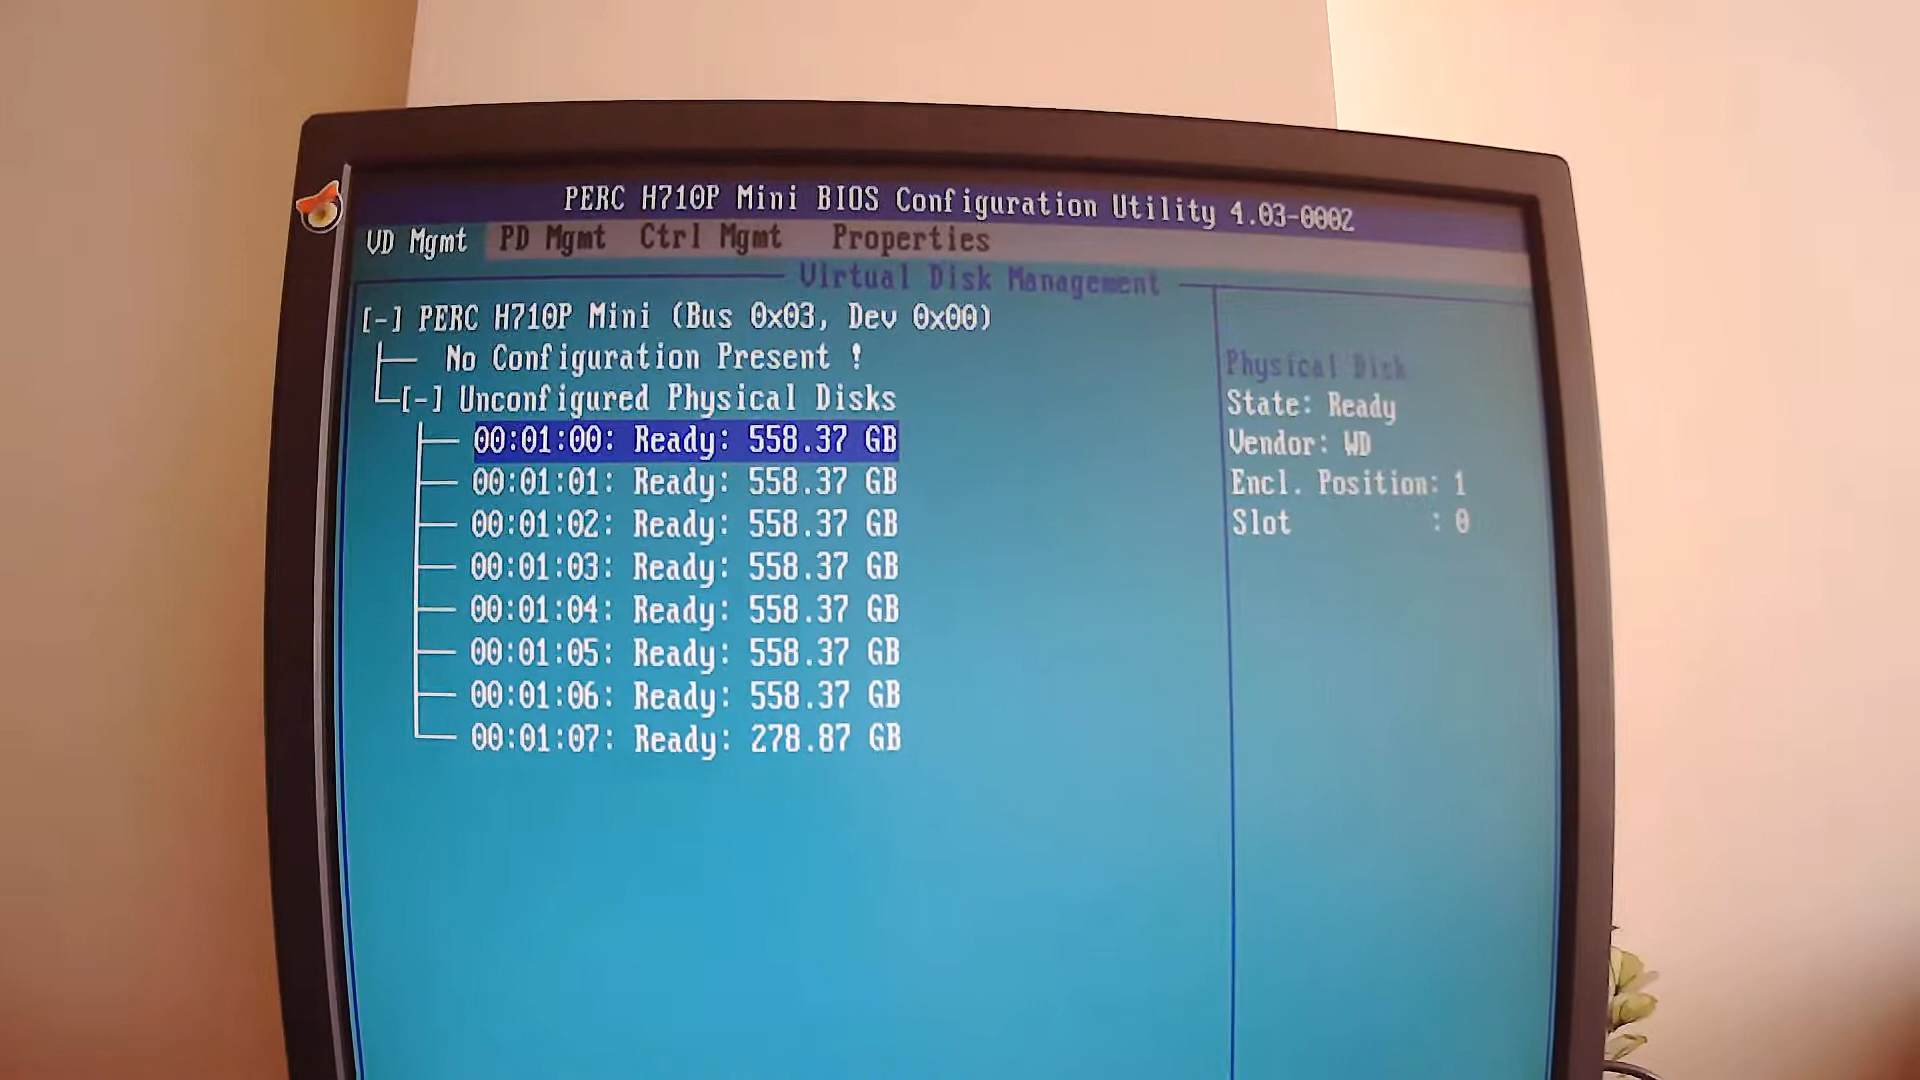 PERC H710P Mini BIOS Configuration Utility 4.03-0002
VD Mgmt PD Mgmt Ctrl Mgmt Properties
Virtual Disk Management
[-] PERC H710P Mini (Bus 0x03, Dev 0x00)
No Configuration Present !
[-] Unconfigured Physical Disks
00:01:00: Ready: 558.37 GB
00:01:01: Ready: 558.37 GB
00:01:02: Ready: 558.37 GB
00:01:03: Ready: 558.37 GB
00:01:04: Ready: 558.37 GB
00:01:05: Ready: 558.37 GB
00:01:06: Ready: 558.37 GB
00:01:07: Ready: 278.87 GB
Physical Disk
State: Ready
Vendor: WD
Encl. Position: 1
Slot : 0